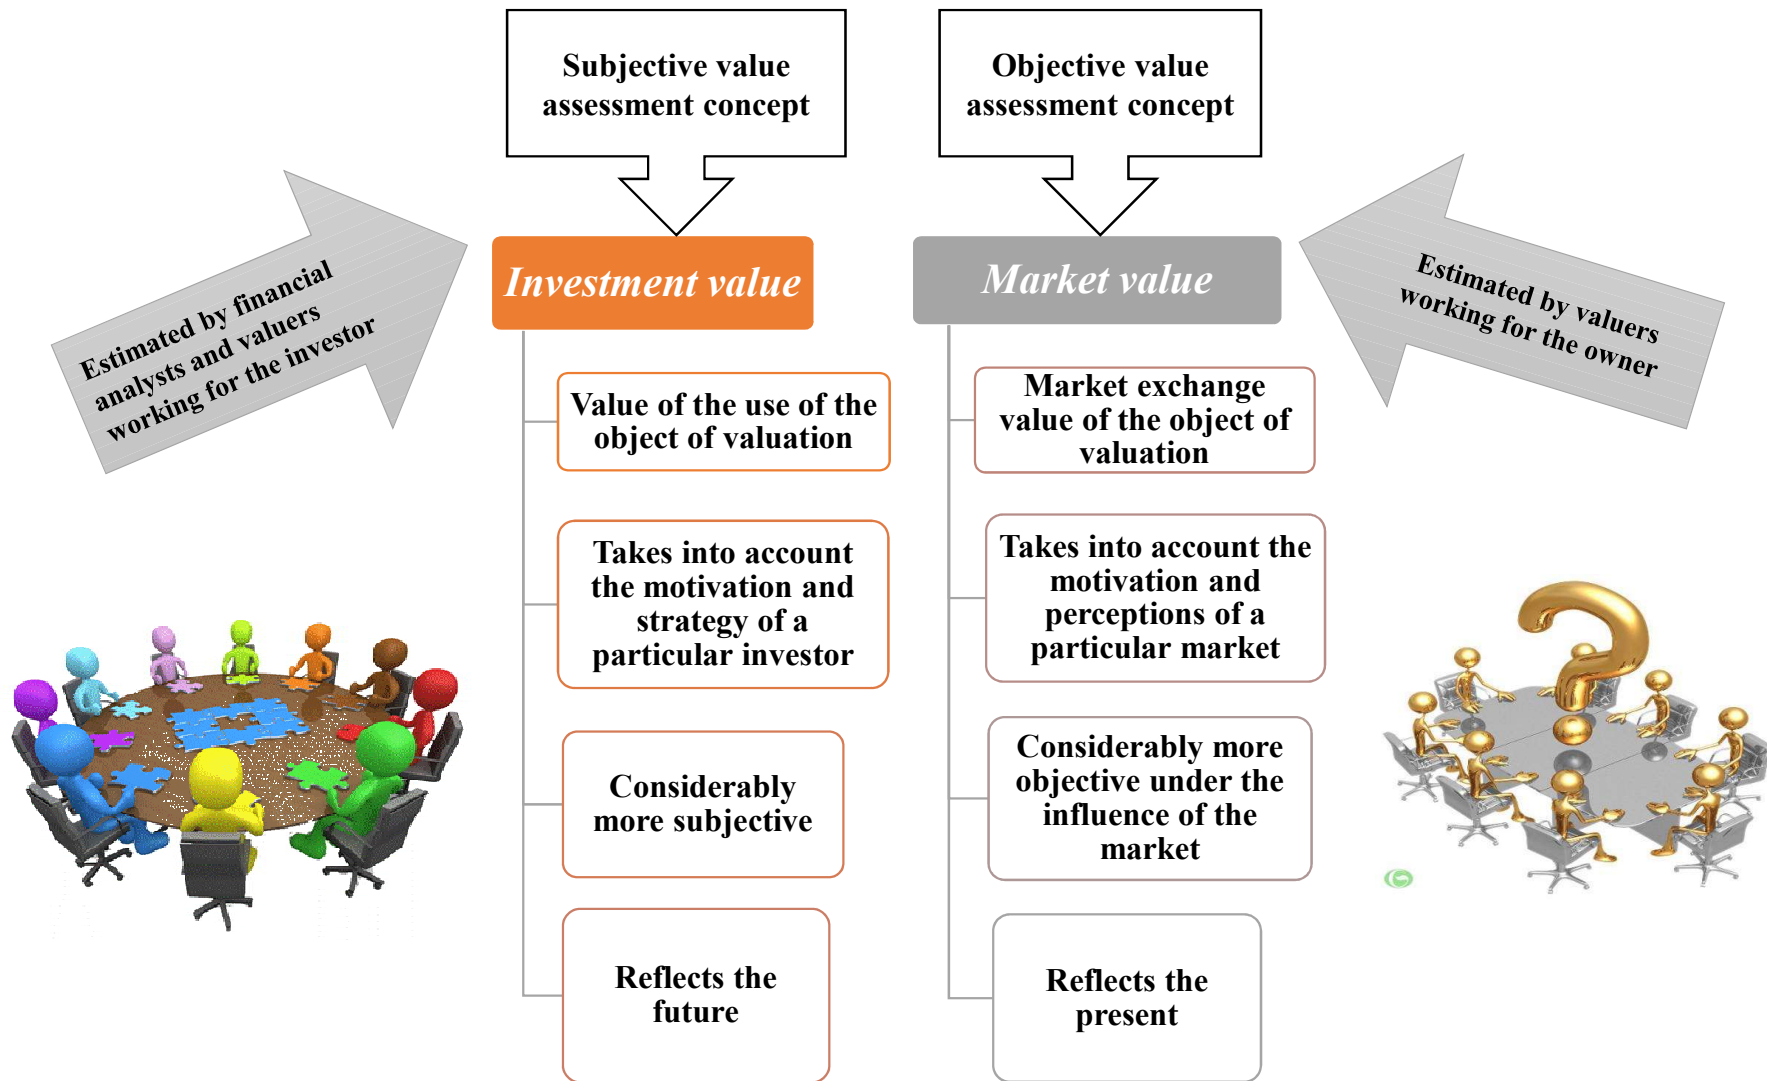 Subjective value
assessment concept
Objective value
assessment concept
Estimated by financial
analysts and valuers
working for the investor
Investment value
Market value
Estimated by valuers
working for the owner
Value of the use of the
object of valuation
Market exchange
value of the object of
valuation
Takes into account
the motivation and
strategy of a
particular investor
Takes into account the
motivation and
perceptions of a
particular market
Considerably
more subjective
Considerably more
objective under the
influence of the
market
Reflects the
future
Reflects the
present
?